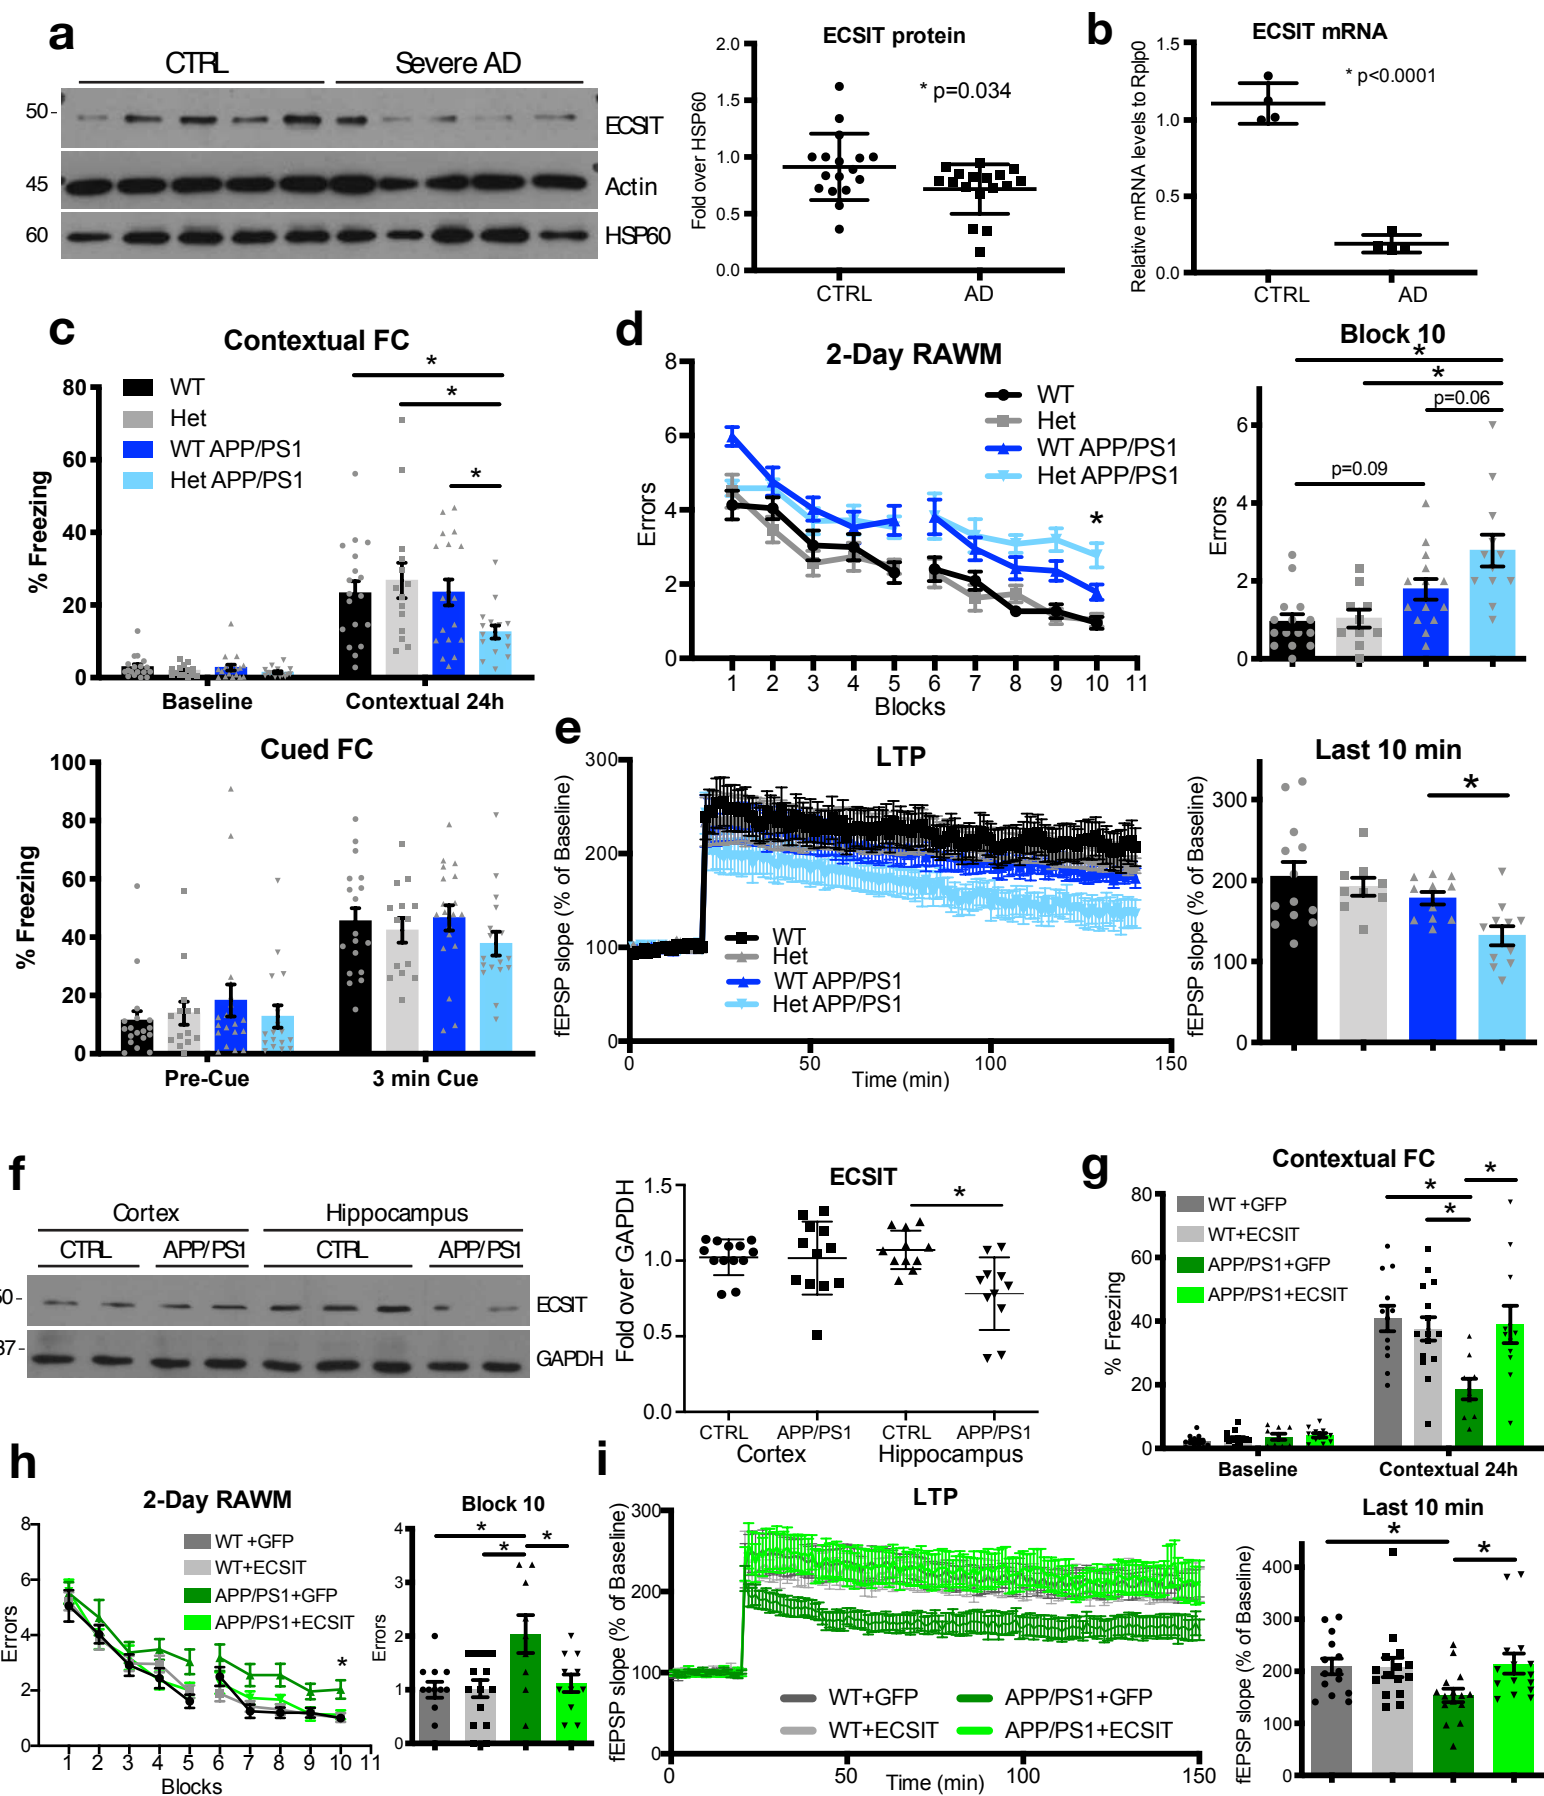 a
CTRL
Severe AD
50
ECSIT
45
Actin
60
HSP60
ECSIT protein
* p=0.034
Fold over HSP60
2.0
1.5
1.0
0.5
0.0
CTRL
AD
b
ECSIT mRNA
* p<0.0001
Relative mRNA levels to Rplp0
1.5
1.0
0.5
0.0
CTRL
AD
c
Contextual FC
*
*
*
WT
Het
WT APP/PS1
Het APP/PS1
% Freezing
80
60
40
20
0
Baseline
Contextual 24h
Cued FC
% Freezing
100
80
60
40
20
0
Pre-Cue
3 min Cue
d
2-Day RAWM
WT
Het
WT APP/PS1
Het APP/PS1
*
Errors
8
6
4
2
0
1 2 3 4 5 6 7 8 9 10 11
Blocks
Block 10
*
*
p=0.06
p=0.09
Errors
6
4
2
0
e
LTP
fEPSP slope (% of Baseline)
300
200
100
0
WT
Het
WT APP/PS1
Het APP/PS1
0 50 100 150
Time (min)
Last 10 min
*
fEPSP slope (% of Baseline)
300
200
100
0
f
Cortex
Hippocampus
CTRL
APP/PS1
CTRL
APP/PS1
50
ECSIT
37
GAPDH
ECSIT
*
Fold over GAPDH
1.5
1.0
0.5
0.0
CTRL APP/PS1 CTRL APP/PS1
Cortex Hippocampus
g
Contextual FC
*
*
*
WT +GFP
WT+ECSIT
APP/PS1+GFP
APP/PS1+ECSIT
% Freezing
80
60
40
20
0
Baseline
Contextual 24h
h
2-Day RAWM
WT +GFP
WT+ECSIT
APP/PS1+GFP
APP/PS1+ECSIT
*
Errors
8
6
4
2
0
1 2 3 4 5 6 7 8 9 10 11
Blocks
Block 10
*
*
*
Errors
4
3
2
1
0
i
LTP
fEPSP slope (% of Baseline)
300
200
100
0
WT+GFP
WT+ECSIT
APP/PS1+GFP
APP/PS1+ECSIT
0 50 100 150
Time (min)
Last 10 min
*
*
fEPSP slope (% of Baseline)
400
300
200
100
0